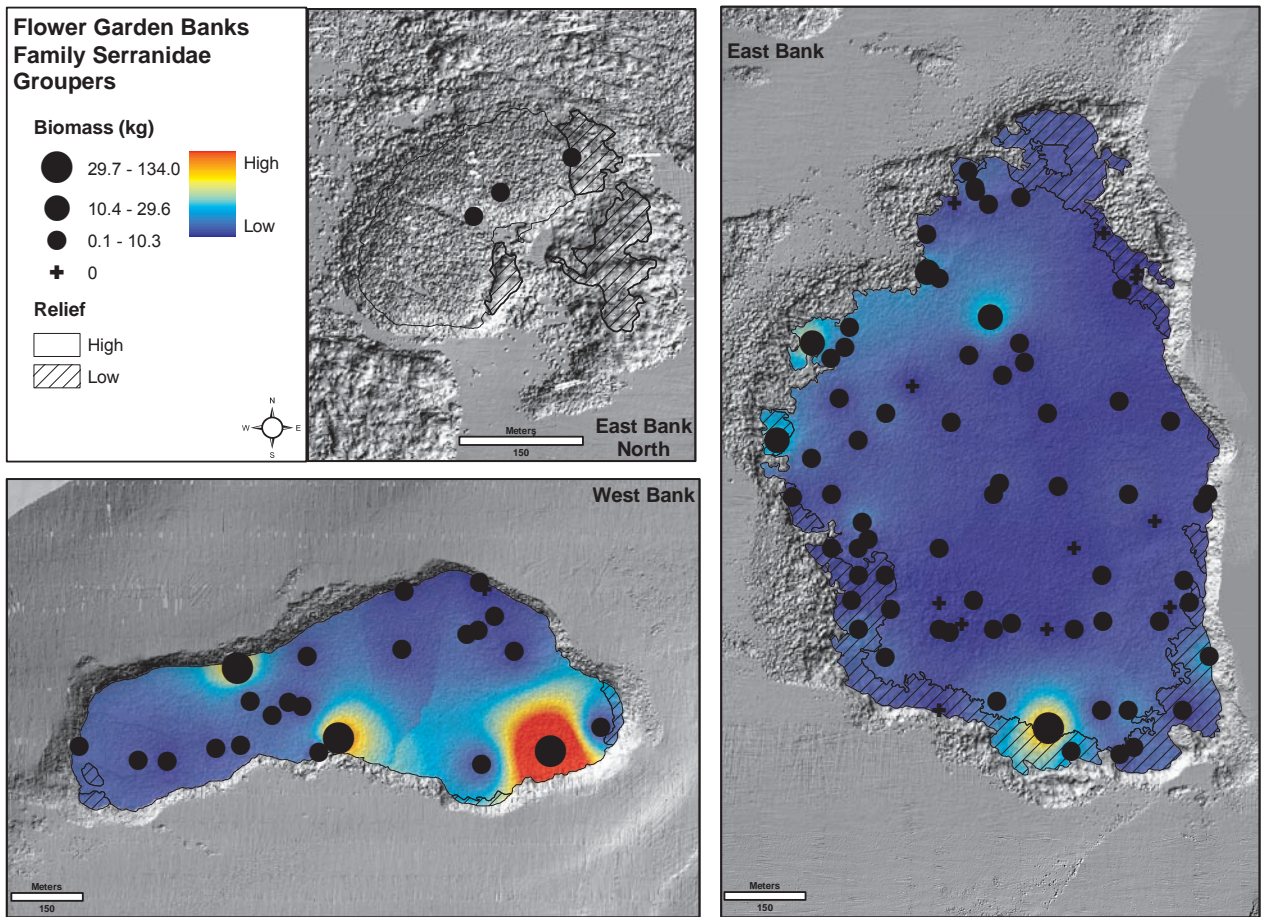 Flower Garden Banks
Family Serranidae
Groupers
Biomass (kg)
29.7 - 134.0
10.4 - 29.6
0.1 - 10.3
0
High
Low
Relief
High
Low
N
W E
S
Meters
150
East Bank
North
West Bank
Meters
150
East Bank
Meters
150